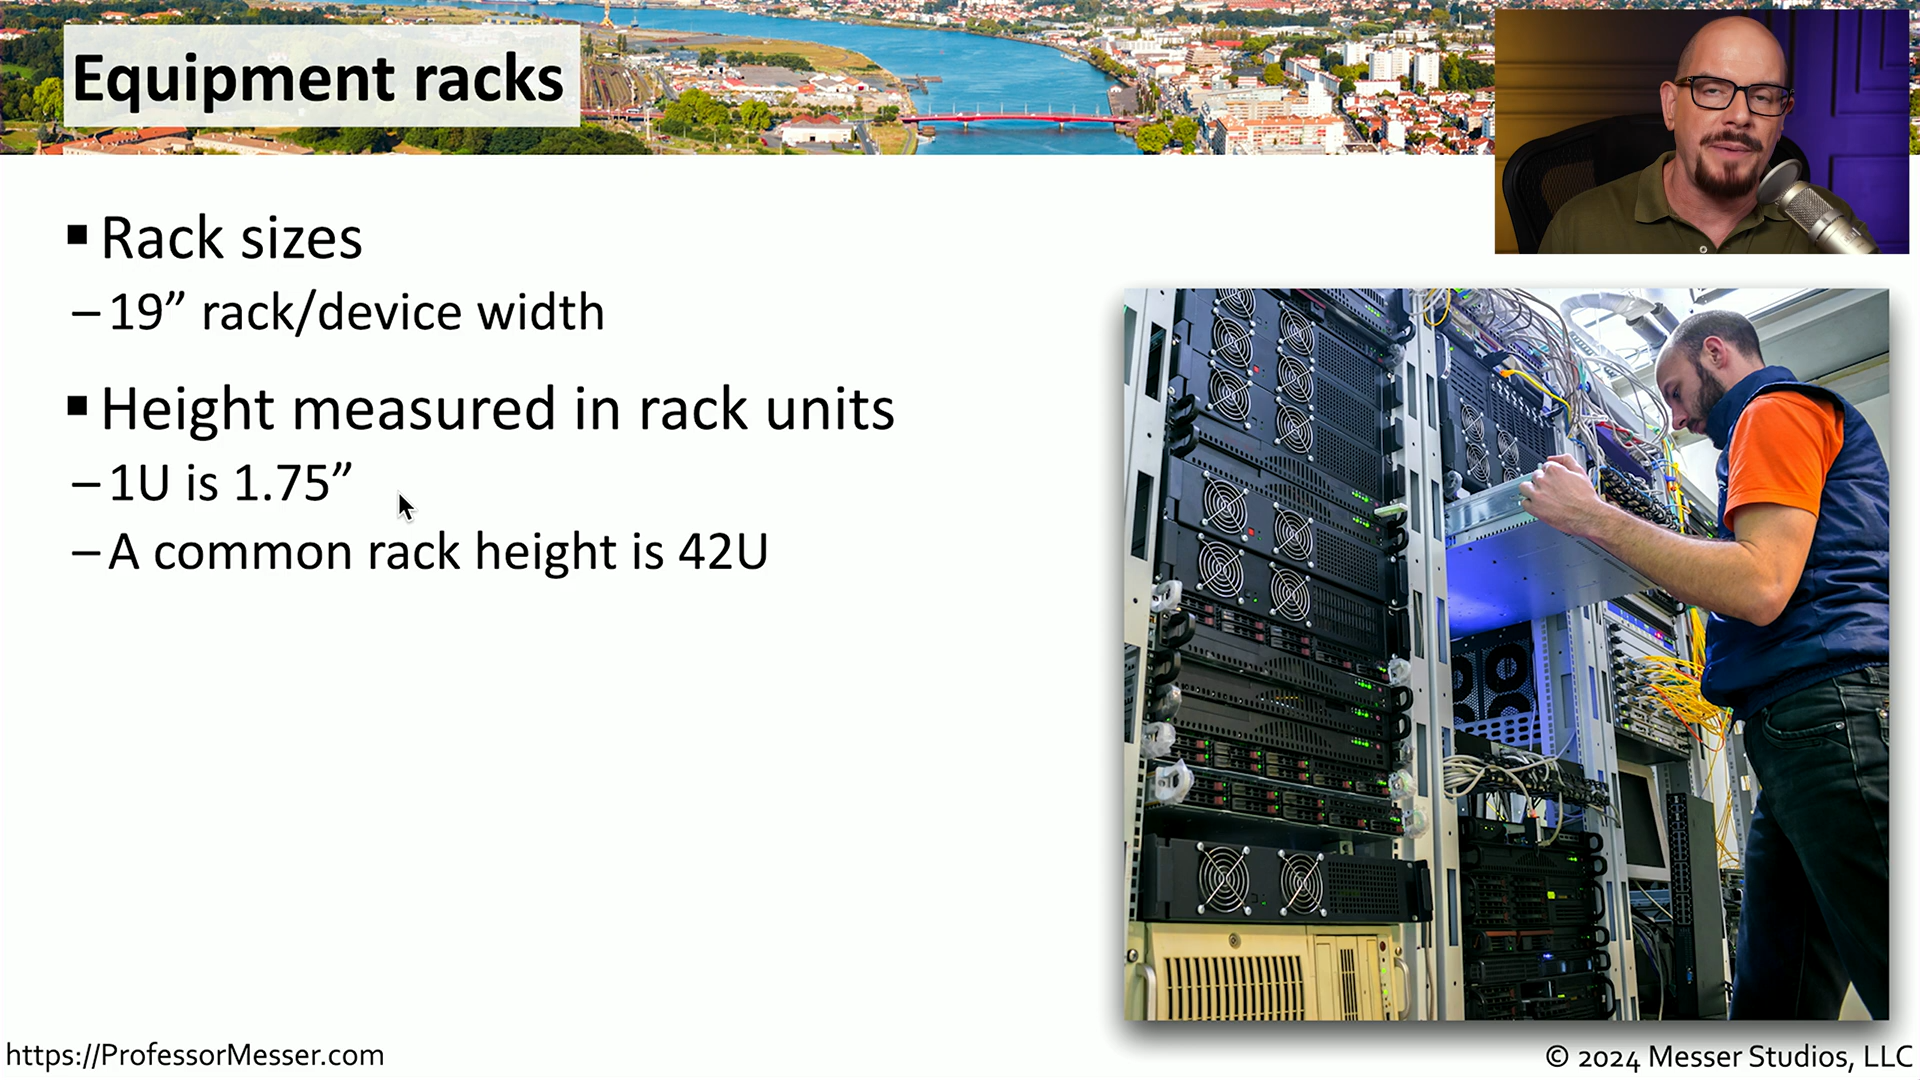 Equipment racks
▪ Rack sizes
– 19” rack/device width
▪ Height measured in rack units
– 1U is 1.75”
– A common rack height is 42U
https://ProfessorMesser.com
© 2024 Messer Studios, LLC